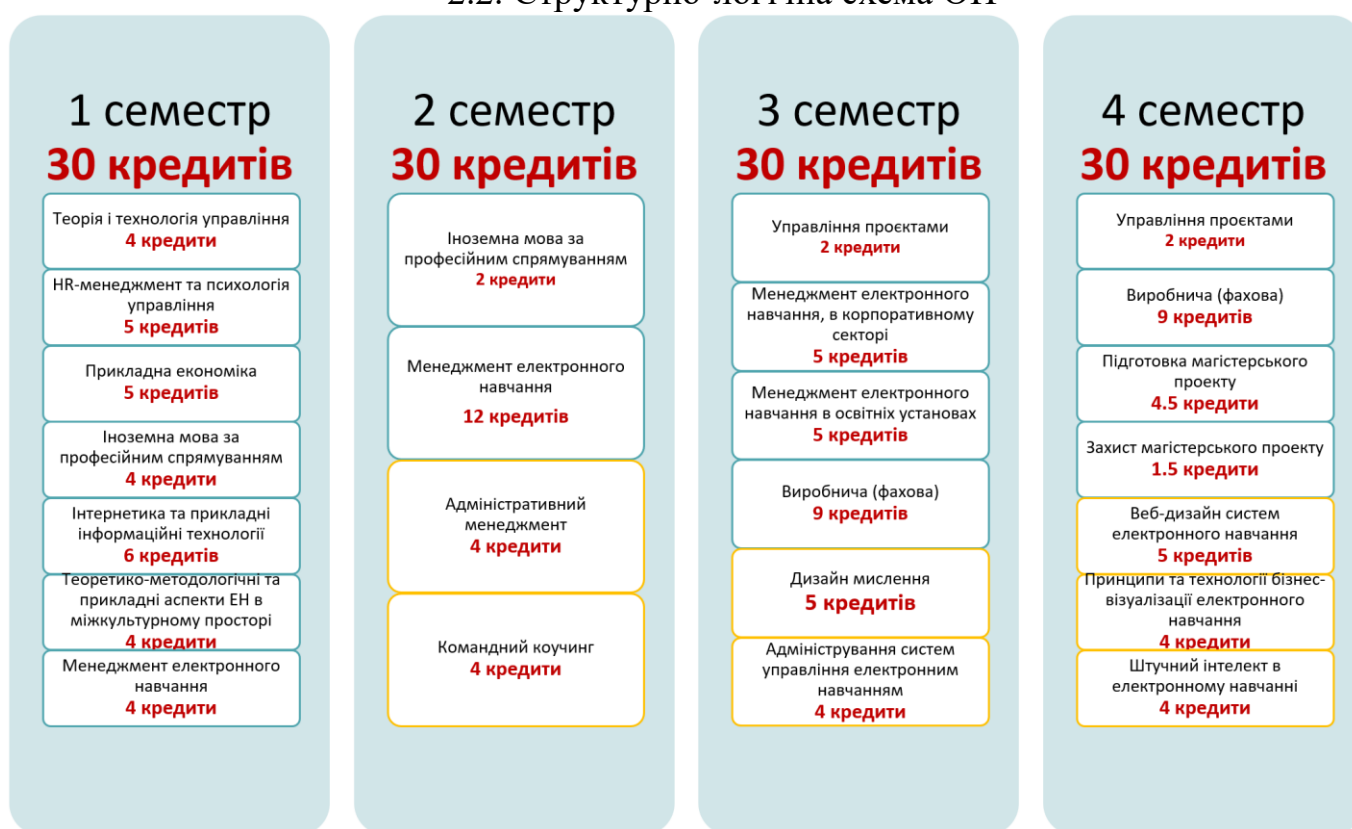 2.2. Структурно-логічна схема ОП
1 семестр
30 кредитів
Теорія і технологія управління
4 кредити
HR-менеджмент та психологія
управління
5 кредитів
Прикладна економіка
5 кредитів
Іноземна мова за
професійним спрямуванням
4 кредити
Інтернетика та прикладні
інформаційні технології
6 кредитів
Теоретико-методологічні та
прикладні аспекти ЕН в
міжкультурному просторі
4 кредити
Менеджмент електронного
навчання
4 кредити
2 семестр
30 кредитів
Іноземна мова за
професійним спрямуванням
2 кредити
Менеджмент електронного
навчання
12 кредитів
Адміністративний
менеджмент
4 кредити
Командний коучинг
4 кредити
3 семестр
30 кредитів
Управління проєктами
2 кредити
Менеджмент електронного
навчання, в корпоративному
секторі
5 кредитів
Менеджмент електронного
навчання в освітніх установах
5 кредитів
Виробнича (фахова)
9 кредитів
Дизайн мислення
5 кредитів
Адміністрування систем
управління електронним
навчанням
4 кредити
4 семестр
30 кредитів
Управління проєктами
2 кредити
Виробнича (фахова)
9 кредитів
Підготовка магістерського
проекту
4.5 кредити
Захист магістерського проекту
1.5 кредити
Веб-дизайн систем
електронного навчання
5 кредитів
Принципи та технології бізнес-
візуалізації електронного
навчання
4 кредити
Штучний інтелект в
електронному навчанні
4 кредити